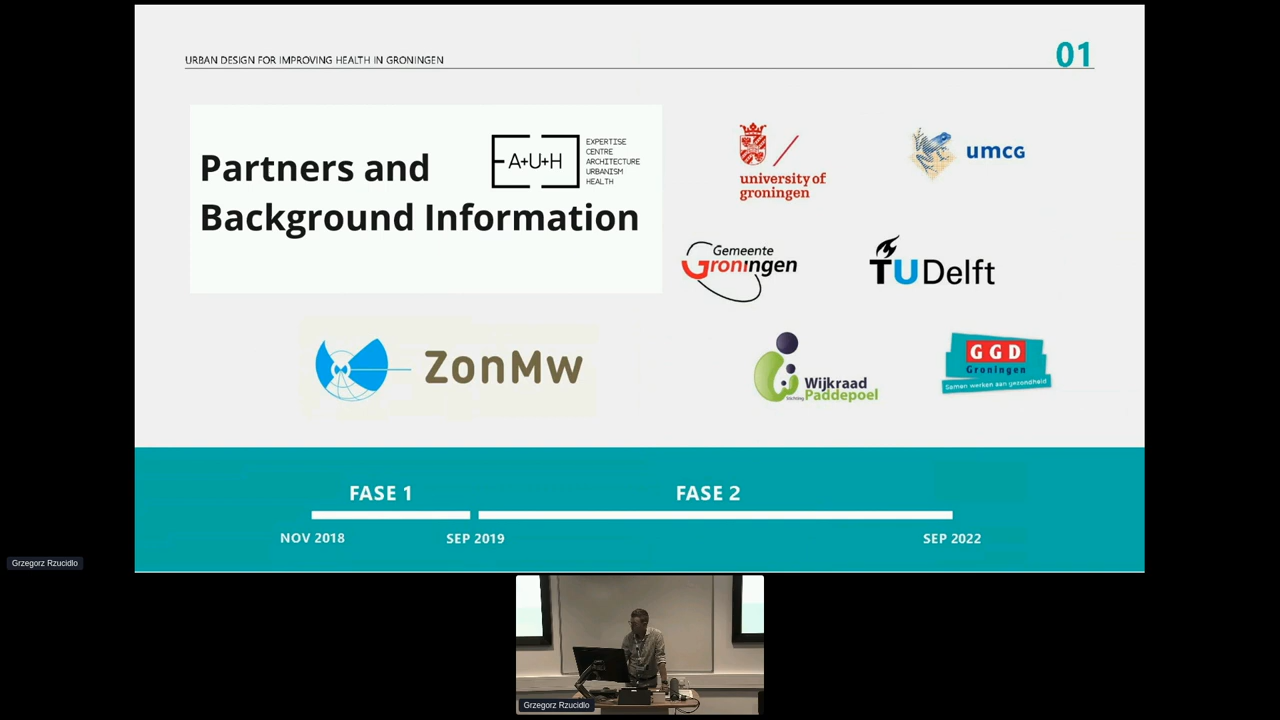 URBAN DESIGN FOR IMPROVING HEALTH IN GRONINGEN
01
Partners and
Background Information
A+U+H
EXPERTISE
CENTRE
ARCHITECTURE
URBANISM
HEALTH
university of
groningen
umcg
Gemeente
Groningen
TUDelft
ZonMw
Wijkraad
stichting Paddepoel
GGD
Groningen
Samen werken aan gezondheid
FASE 1
FASE 2
NOV 2018
SEP 2019
SEP 2022
Grzegorz Rzucidlo
Grzegorz Rzucidlo